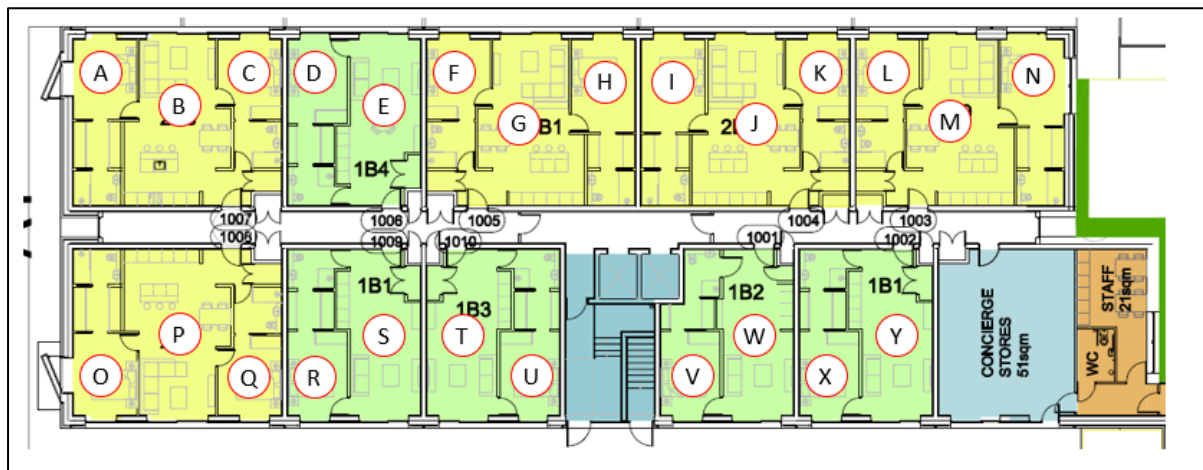 A
B
C
D
E
F
G
H
I
J
K
L
M
N
1B4
B1
1007
1006
1005
1004
1003
1008
1009
1010
1001
1002
1B1
1B3
1B2
1B1
O
P
Q
R
S
T
U
V
W
X
Y
CONCIERGE
STORES
51sqm
STAFF
21sqm
WC